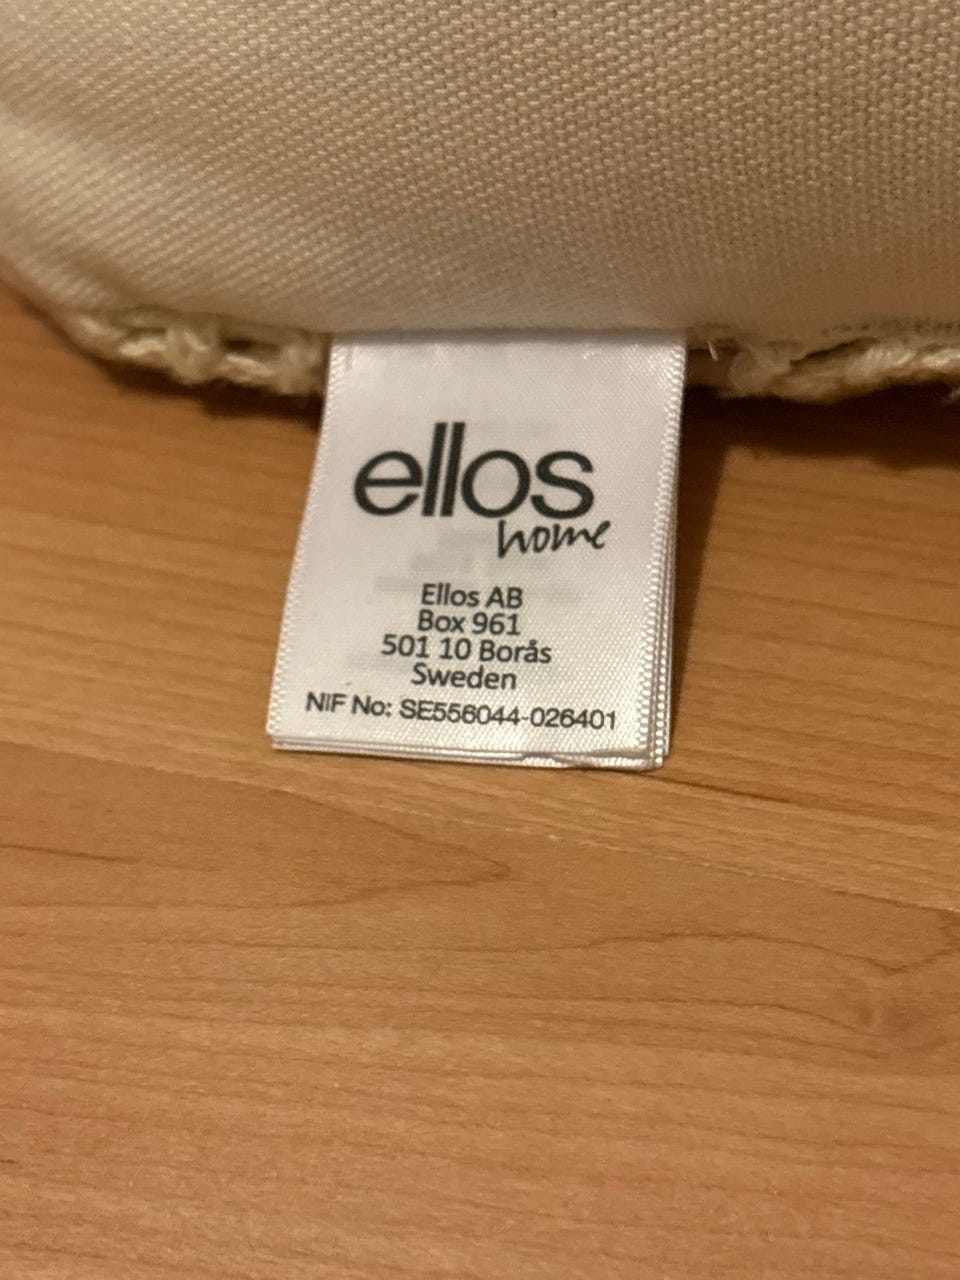 ellos
home
Ellos AB
Box 961
501 10 Borås
Sweden
NIF No: SE556044-026401